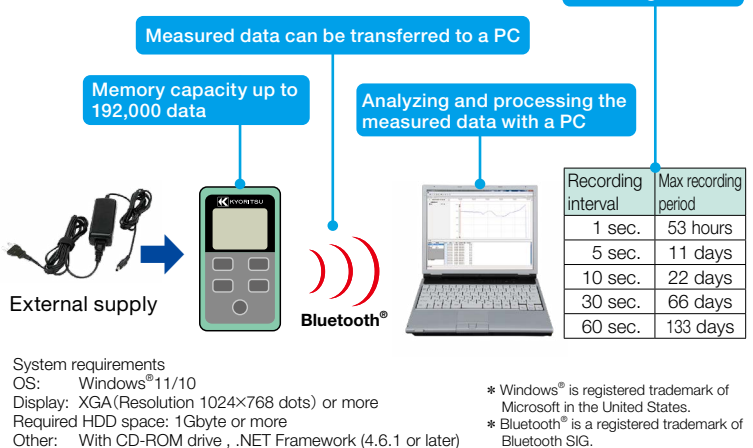 Measured data can be transferred to a PC
Memory capacity up to
192,000 data
Analyzing and processing the
measured data with a PC
KYORITSU
External supply
Bluetooth®
Recording interval Max recording period
1 sec. 53 hours
5 sec. 11 days
10 sec. 22 days
30 sec. 66 days
60 sec. 133 days
System requirements
OS: Windows®11/10
Display: XGA(Resolution 1024×768 dots) or more
Required HDD space: 1Gbyte or more
Other: With CD-ROM drive , .NET Framework (4.6.1 or later)
* Windows® is registered trademark of
Microsoft in the United States.
* Bluetooth® is a registered trademark of
Bluetooth SIG.